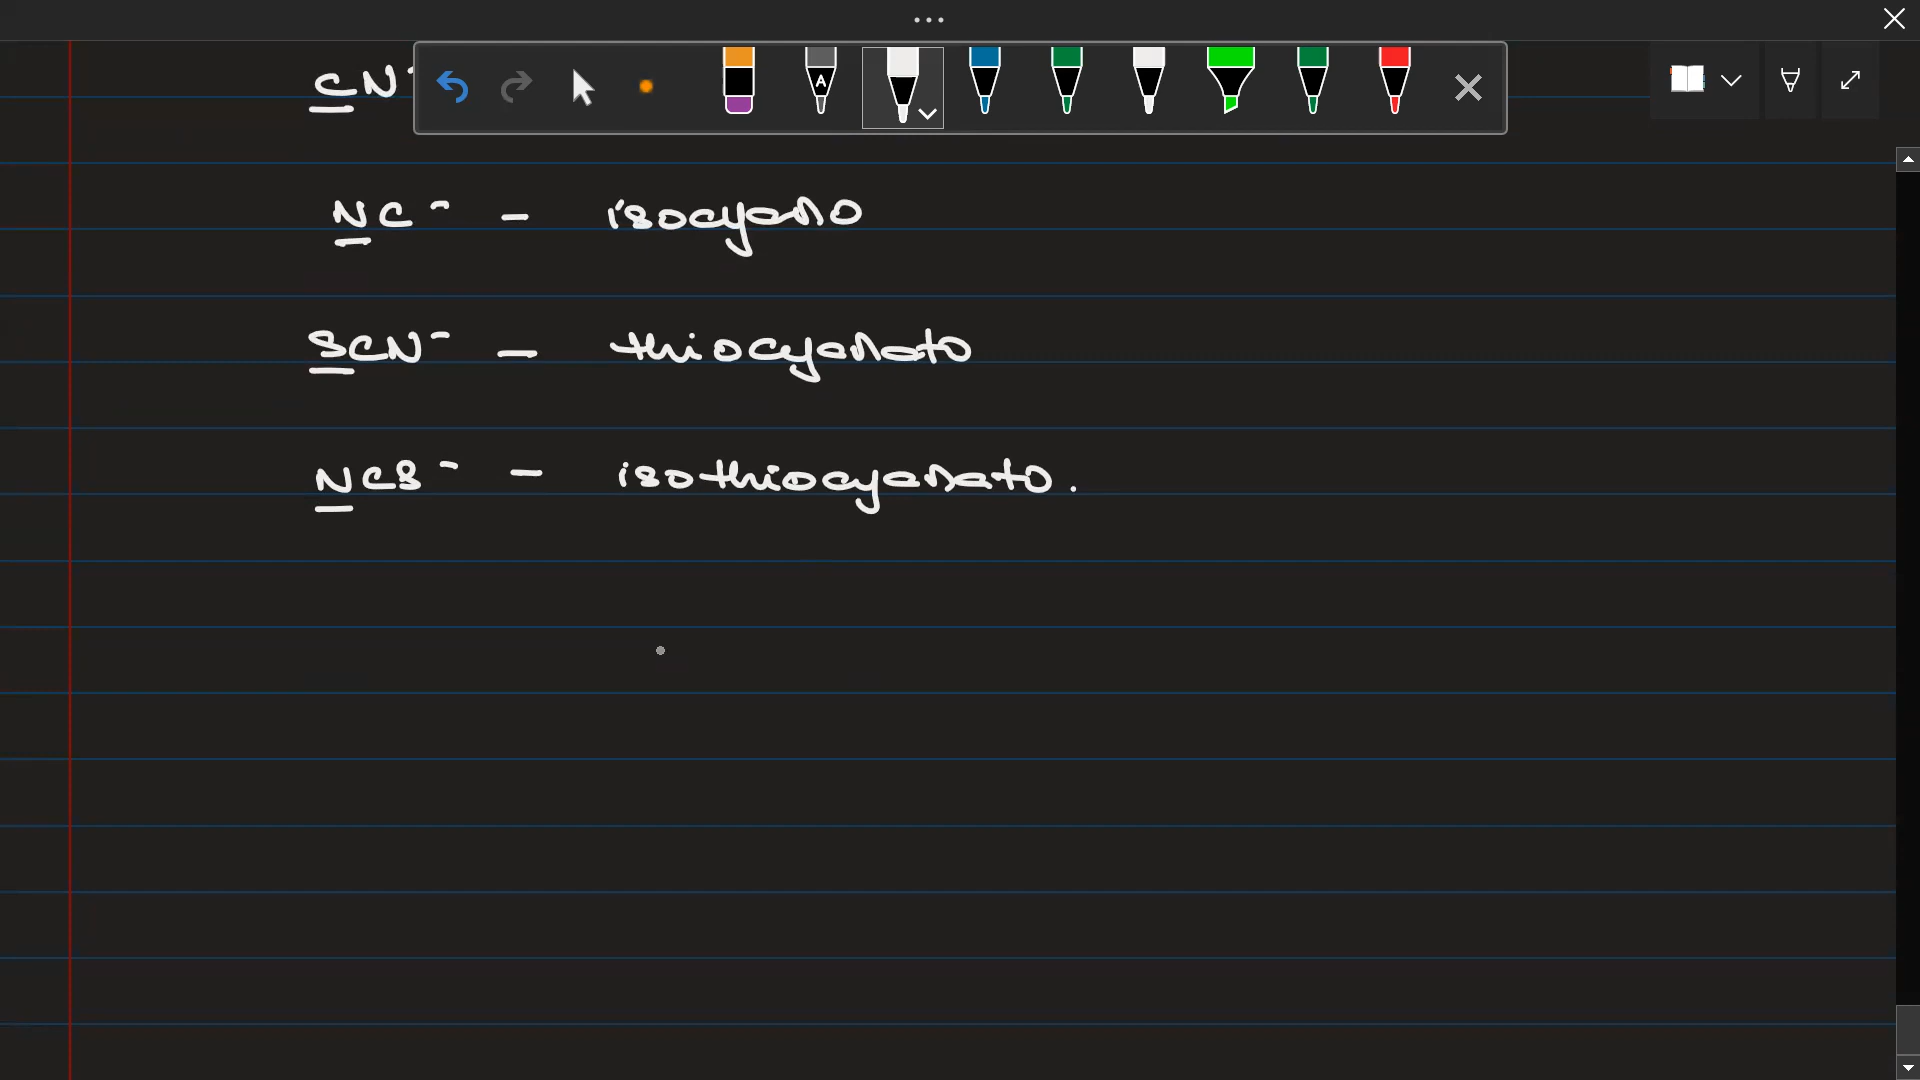 CN⁻
NC⁻ - isocyano
SCN⁻ - thiocyanato
NCS⁻ - isothiocyanato.